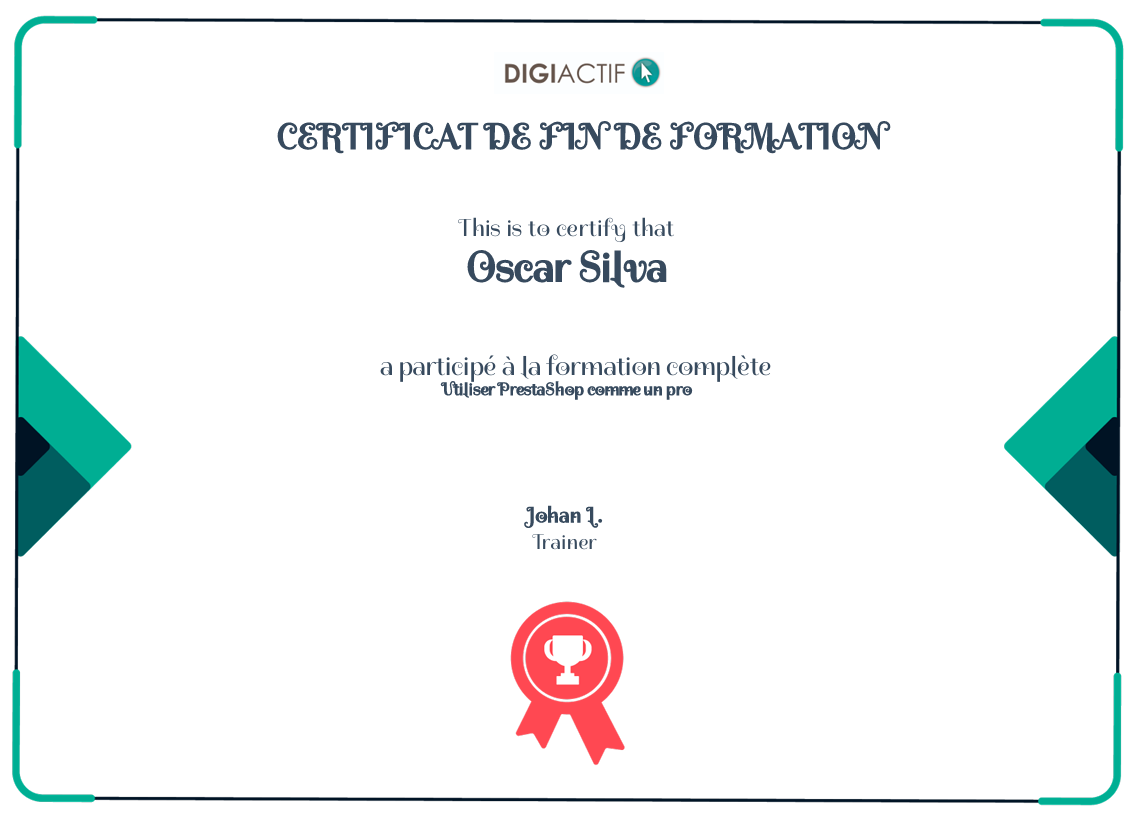 DIGIACTIF
CERTIFICAT DE FIN DE FORMATION
This is to certify that
Oscar Silva
a participé à la formation complète
Utiliser PrestaShop comme un pro
Johan L.
Trainer